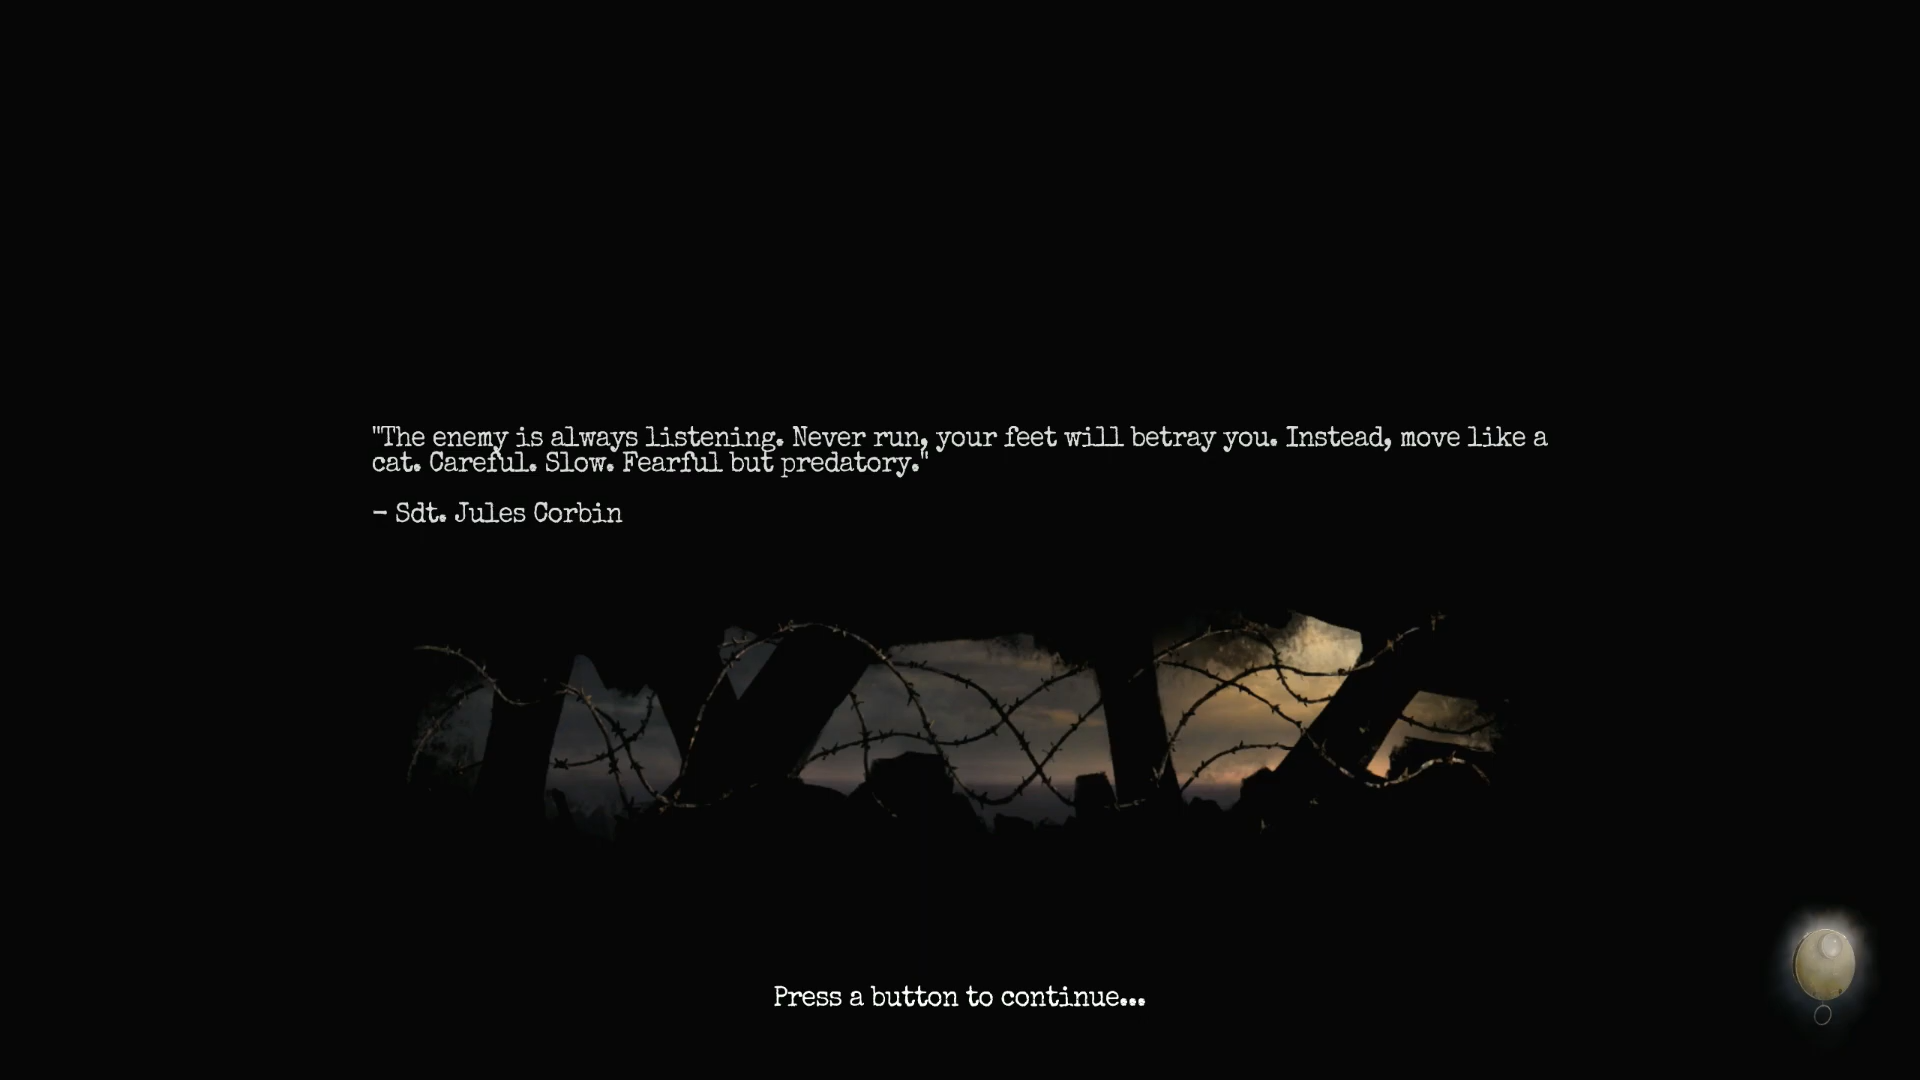 "The enemy is always listening. Never run, your feet will betray you. Instead, move like a
cat. Careful. Slow. Fearful but predatory."
- Sdt. Jules Corbin
Press a button to continue...